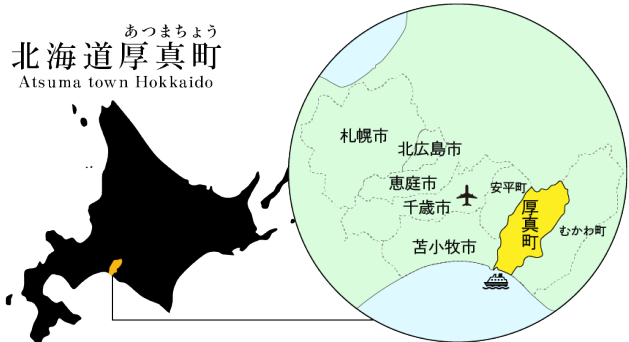 あつまちょう
北海道厚真町
Atsuma town Hokkaido
札幌市
北広島市
恵庭市
千歳市
安平町
厚真町
むかわ町
苫小牧市